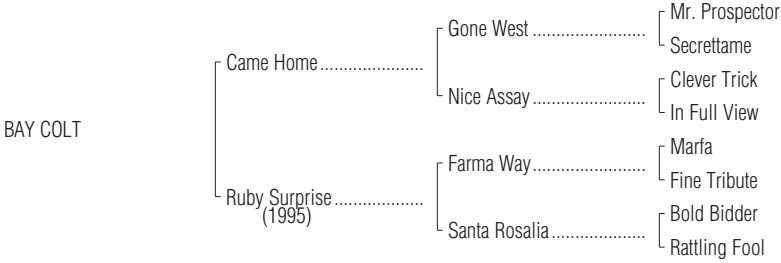 Mr. Prospector
Gone West ........................
Secrettame
Came Home......................
Clever Trick
Nice Assay ........................
In Full View
BAY COLT
Marfa
Farma Way........................
Fine Tribute
Ruby Surprise ...................
(1995)
Bold Bidder
Santa Rosalia ....................
Rattling Fool